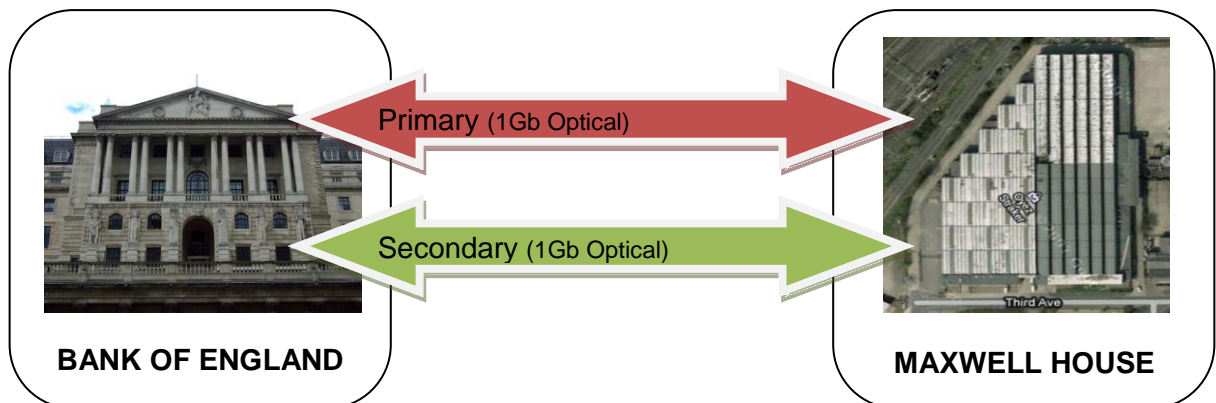 Primary (1Gb Optical)
Secondary (1Gb Optical)
Third Ave
BANK OF ENGLAND
MAXWELL HOUSE